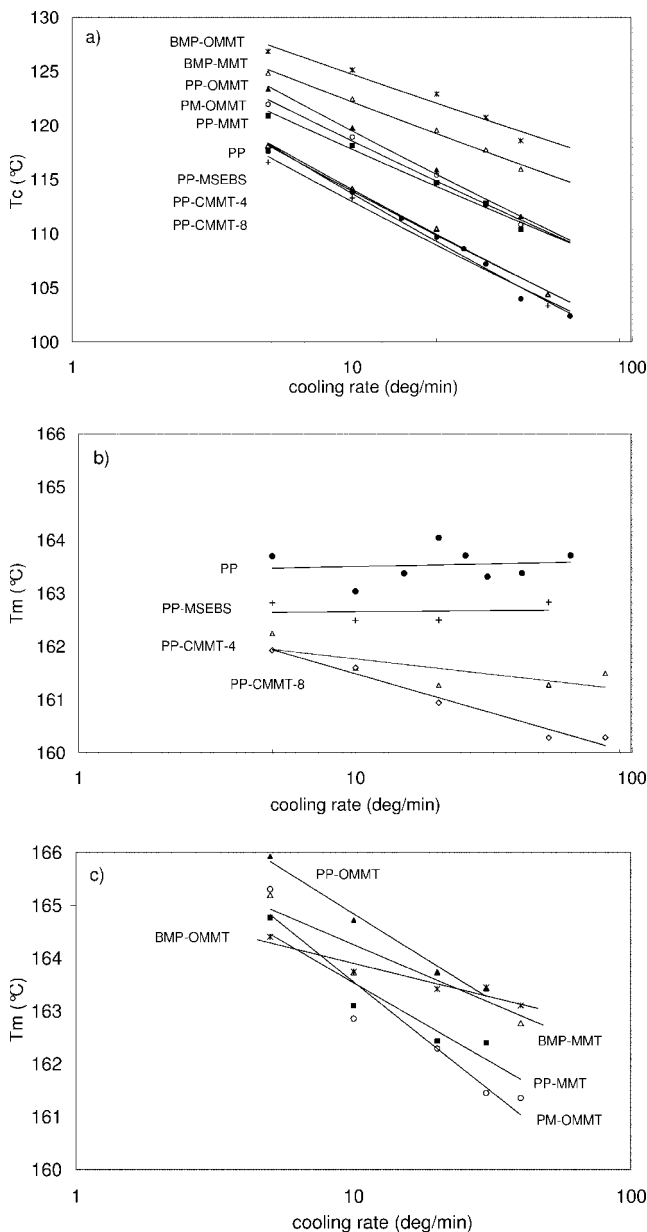 a)
130
125
120
115
110
105
100
Tc (°C)
BMP-OMMT
BMP-MMT
PP-OMMT
PM-OMMT
PP-MMT
PP
PP-MSEBS
PP-CMMT-4
PP-CMMT-8
1 10 100
cooling rate (deg/min)
b)
166
165
164
163
162
161
160
Tm (°C)
PP
PP-MSEBS
PP-CMMT-4
PP-CMMT-8
1 10 100
cooling rate (deg/min)
c)
166
165
164
163
162
161
160
Tm (°C)
PP-OMMT
BMP-OMMT
BMP-MMT
PP-MMT
PM-OMMT
1 10 100
cooling rate (deg/min)